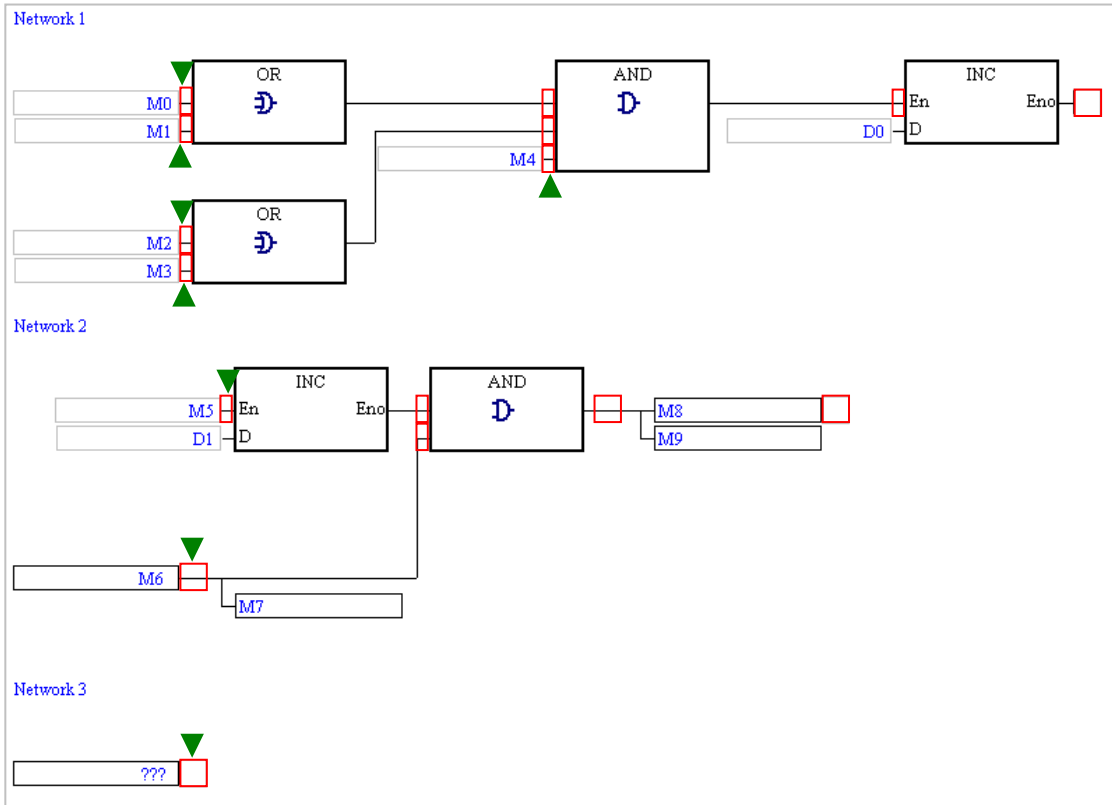 Network 1
OR AND INC
M0 En Eno
M1 D0 D
M4
OR
M2
M3
Network 2
INC AND
M5 En Eno M8
D1 D M9
M6
M7
Network 3
???